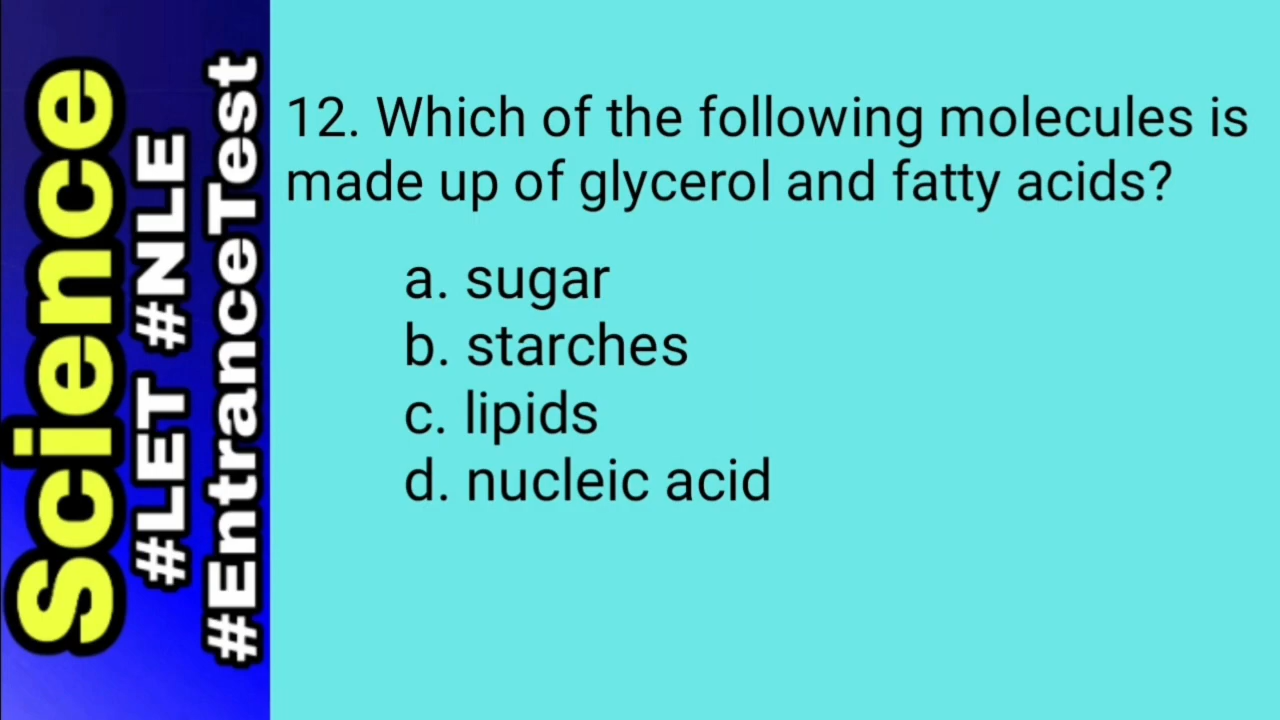 Science
#LET #NLE
#EntranceTest
12. Which of the following molecules is
made up of glycerol and fatty acids?
a. sugar
b. starches
c. lipids
d. nucleic acid